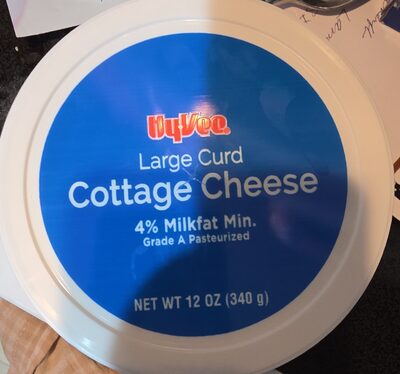 HyVee
Large Curd
Cottage Cheese
4% Milkfat Min.
Grade A Pasteurized
NET WT 12 OZ (340 g)